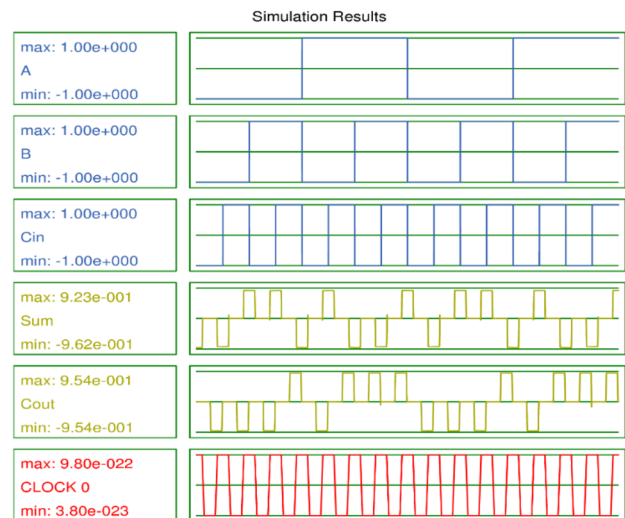 Simulation Results
max: 1.00e+000
A
min: -1.00e+000
max: 1.00e+000
B
min: -1.00e+000
max: 1.00e+000
Cin
min: -1.00e+000
max: 9.23e-001
Sum
min: -9.62e-001
max: 9.54e-001
Cout
min: -9.54e-001
max: 9.80e-022
CLOCK 0
min: 3.80e-023